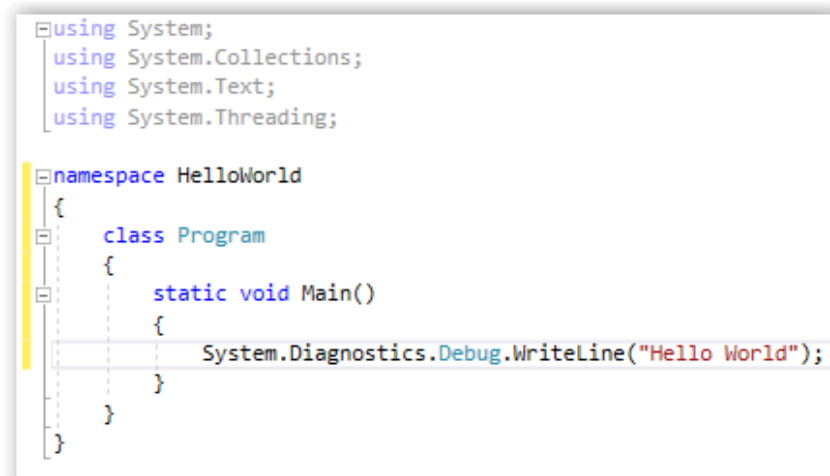 using System;
using System.Collections;
using System.Text;
using System.Threading;
namespace HelloWorld
{
class Program
{
static void Main()
{
System.Diagnostics.Debug.WriteLine("Hello World");
}
}
}